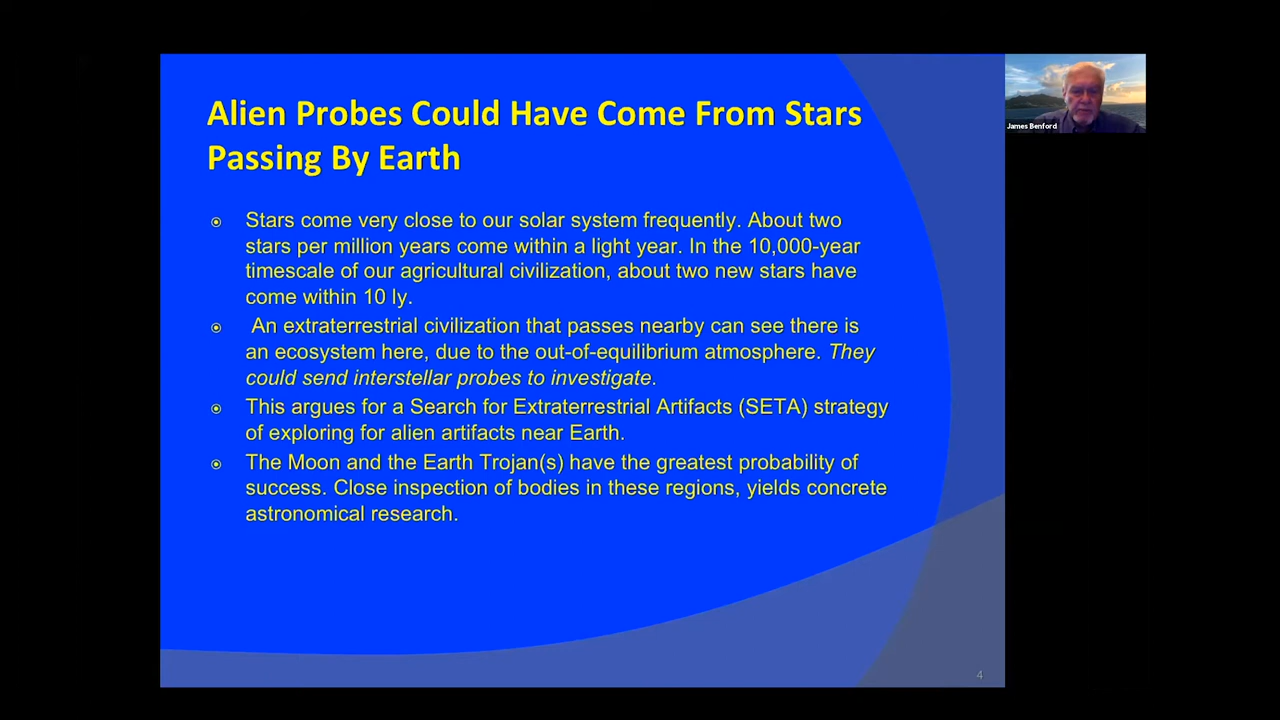 Alien Probes Could Have Come From Stars
Passing By Earth
James Benford
Stars come very close to our solar system frequently. About two
stars per million years come within a light year. In the 10,000-year
timescale of our agricultural civilization, about two new stars have
come within 10 ly.
An extraterrestrial civilization that passes nearby can see there is
an ecosystem here, due to the out-of-equilibrium atmosphere. They
could send interstellar probes to investigate.
This argues for a Search for Extraterrestrial Artifacts (SETA) strategy
of exploring for alien artifacts near Earth.
The Moon and the Earth Trojan(s) have the greatest probability of
success. Close inspection of bodies in these regions, yields concrete
astronomical research.
4